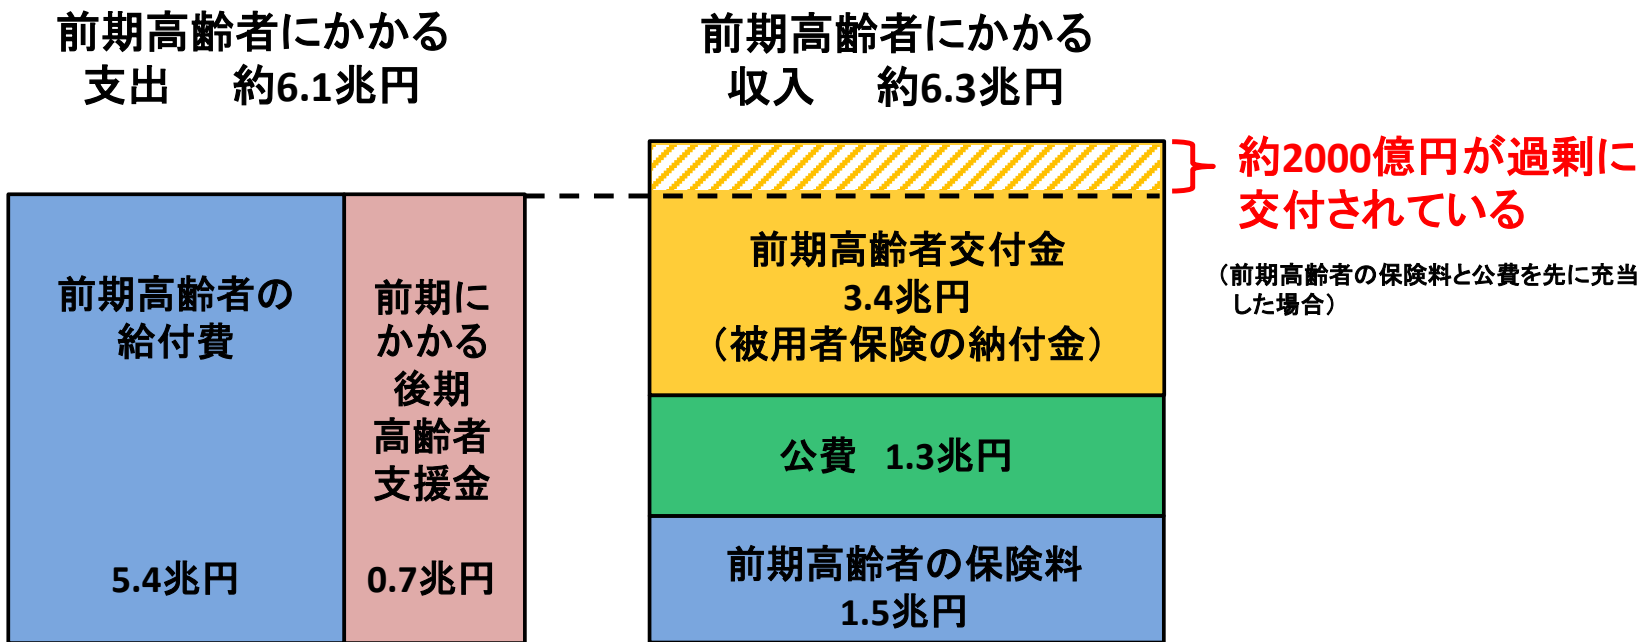 前期高齢者にかかる
支出　約6.1兆円
前期高齢者の
給付費
5.4兆円
前期に
かかる
後期
高齢者
支援金
0.7兆円
前期高齢者にかかる
収入　約6.3兆円
前期高齢者交付金
3.4兆円
（被用者保険の納付金）
公費　1.3兆円
前期高齢者の保険料
1.5兆円
約2000億円が過剰に
交付されている
（前期高齢者の保険料と公費を先に充当
した場合）